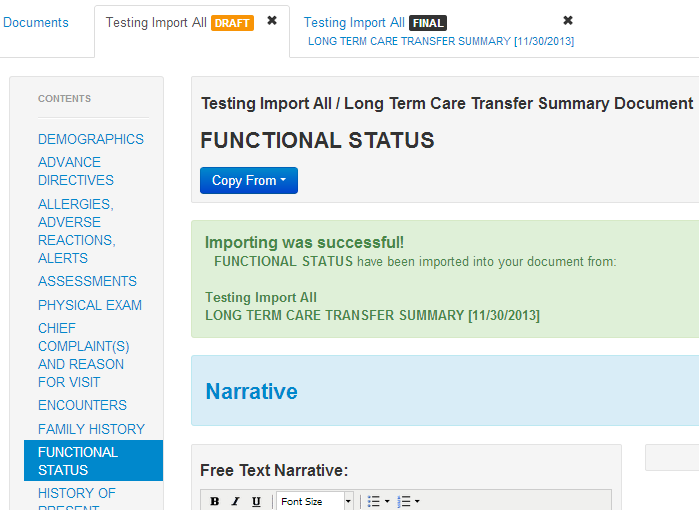 Documents
Testing Import All DRAFT ✖
Testing Import All FINAL ✖
LONG TERM CARE TRANSFER SUMMARY [11/30/2013]
CONTENTS
DEMOGRAPHICS
ADVANCE
DIRECTIVES
ALLERGIES,
ADVERSE
REACTIONS,
ALERTS
ASSESSMENTS
PHYSICAL EXAM
CHIEF
COMPLAINT(S)
AND REASON
FOR VISIT
ENCOUNTERS
FAMILY HISTORY
FUNCTIONAL
STATUS
HISTORY OF
PRESENT
Testing Import All / Long Term Care Transfer Summary Document
FUNCTIONAL STATUS
Copy From
Importing was successful!
FUNCTIONAL STATUS have been imported into your document from:
Testing Import All
LONG TERM CARE TRANSFER SUMMARY [11/30/2013]
Narrative
Free Text Narrative:
B I U Font Size